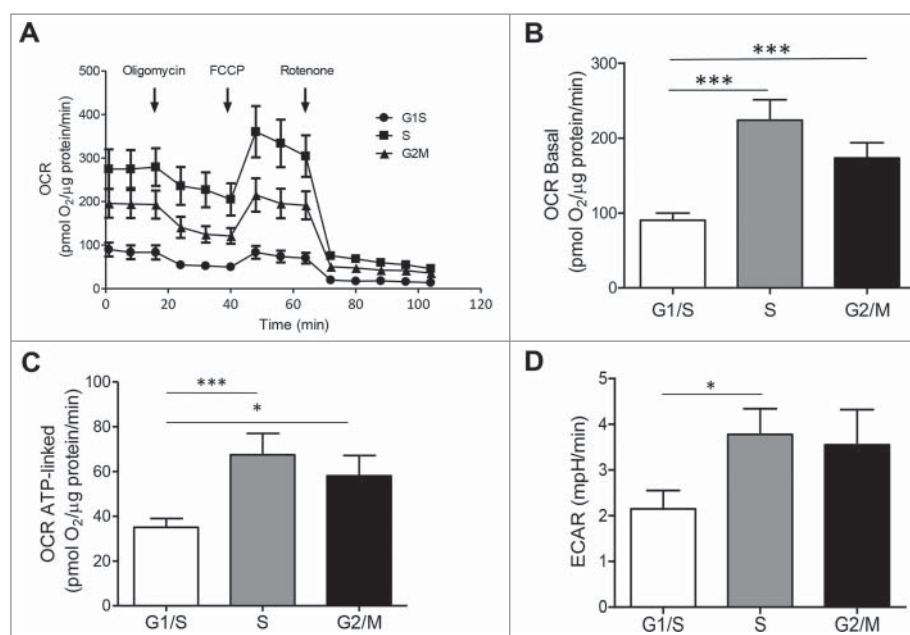 A
Oligomycin FCCP Rotenone
500
400
300
200
100
0
OCR
(pmol O₂/µg protein/min)
0 20 40 60 80 100 120
Time (min)
G1S
S
G2M
B
***
***
300
200
100
0
OCR Basal
(pmol O₂/µg protein/min)
G1/S S G2/M
C
***
*
100
80
60
40
20
0
OCR ATP-linked
(pmol O₂/µg protein/min)
G1/S S G2/M
D
*
5
4
3
2
1
0
ECAR (mpH/min)
G1/S S G2/M